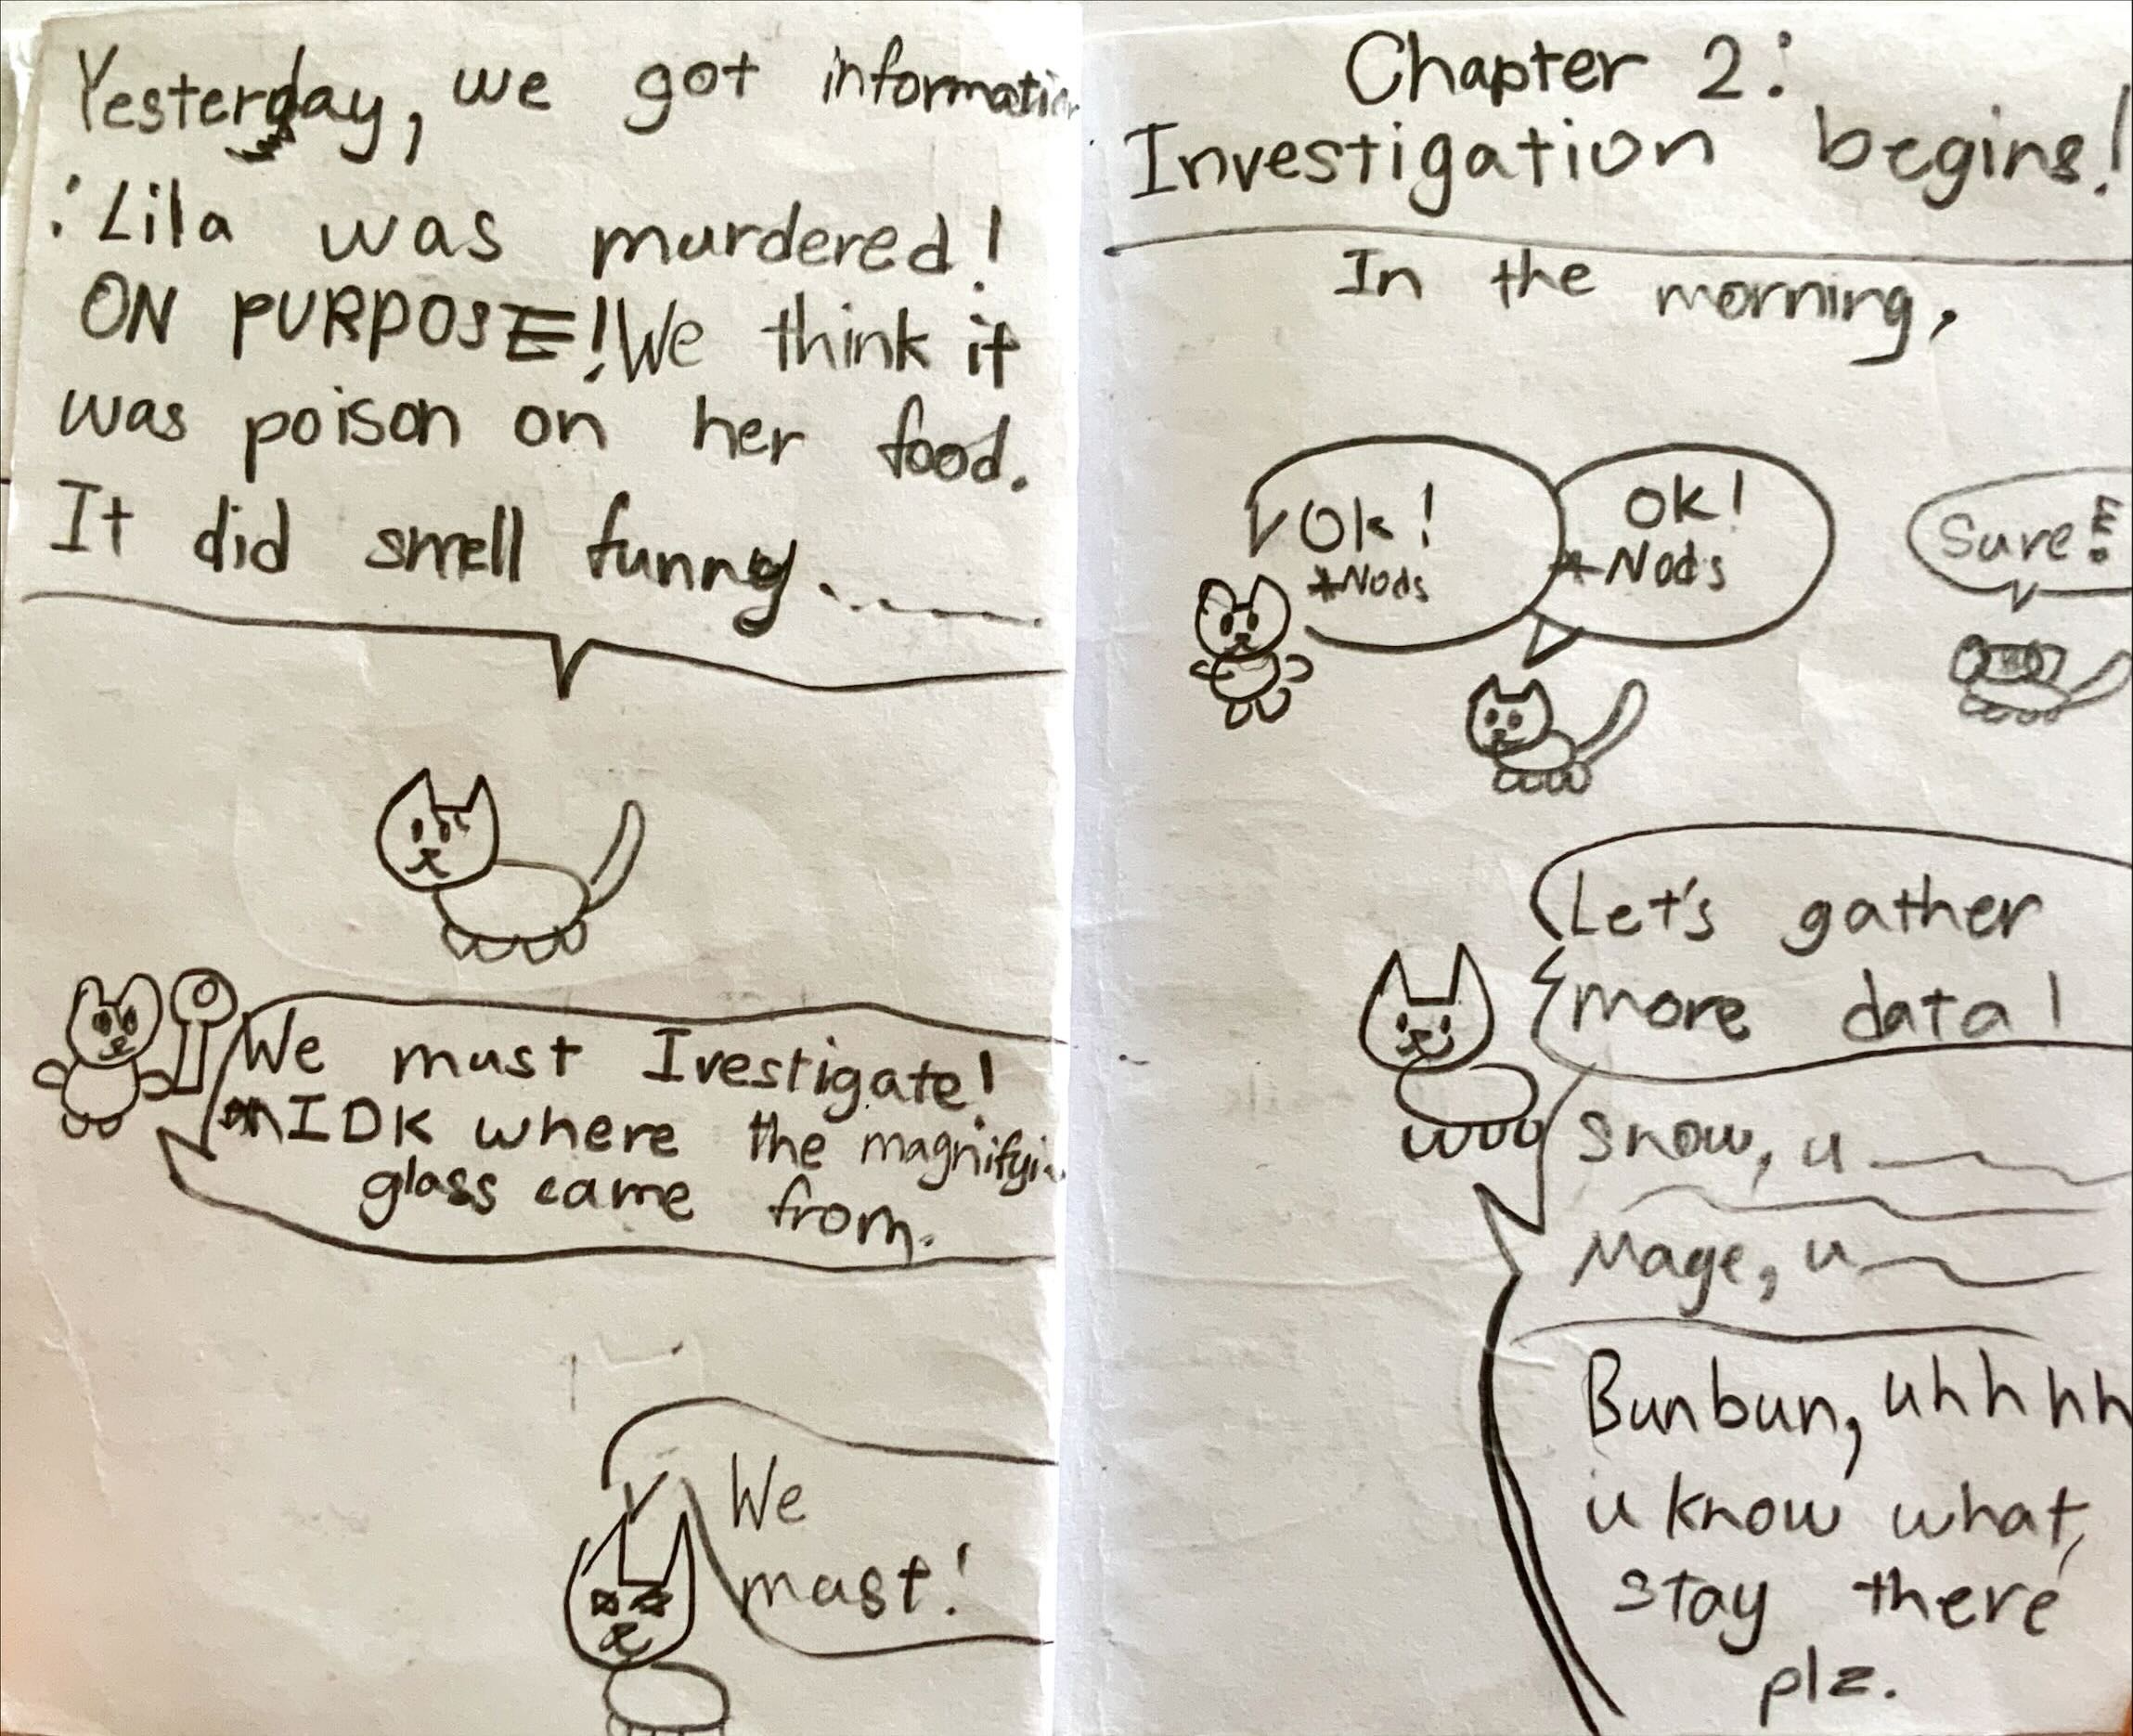 Yesterday, we got information
: Lila was murdered!
ON PURPOSE! We think it
was poison on her food.
It did smell funny.
We must Ivestigate!
IDK where the magnifyi
glass came from.
We
must!
Chapter 2:
Investigation begins!
In the morning,
Ok!
*Nods
Ok!
*Nods
Sure!
Let's gather
more data!
Snow, u
Mage, u
Bunbun, uhhhh
u know what,
stay there
plz.